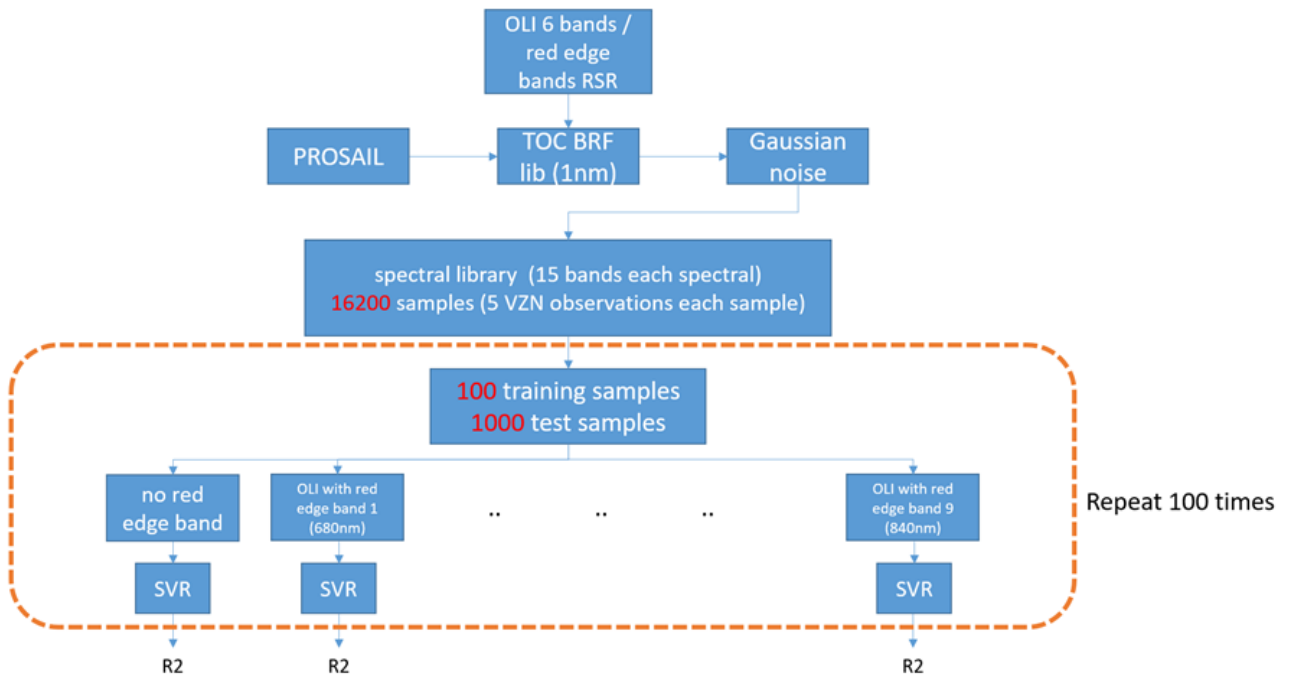 OLI 6 bands /
red edge
bands RSR
PROSAIL
TOC BRF
lib (1nm)
Gaussian
noise
spectral library  (15 bands each spectral)
16200 samples (5 VZN observations each sample)
100 training samples
1000 test samples
no red
edge band
OLI with red
edge band 1
(680nm)
..
..
..
OLI with red
edge band 9
(840nm)
Repeat 100 times
SVR
SVR
SVR
R2
R2
R2